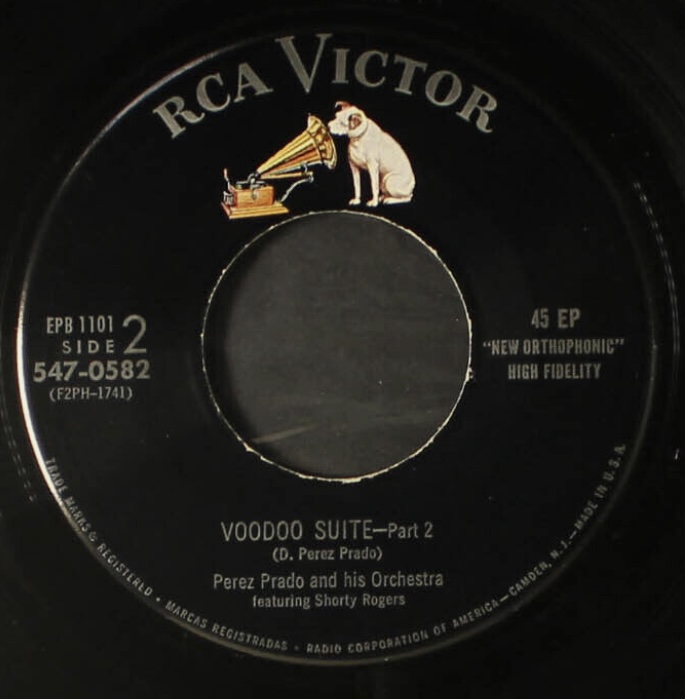 RCA VICTOR
EPB 1101
SIDE 2
547-0582
(F2PH-1741)
45 EP
"NEW ORTHOPHONIC"
HIGH FIDELITY
VOODOO SUITE—Part 2
(D. Perez Prado)
Perez Prado and his Orchestra
featuring Shorty Rogers
TRADE MARKS ® REGISTERED • MARCAS REGISTRADAS • RADIO CORPORATION OF AMERICA—CAMDEN, N. J.—MADE IN U. S. A.